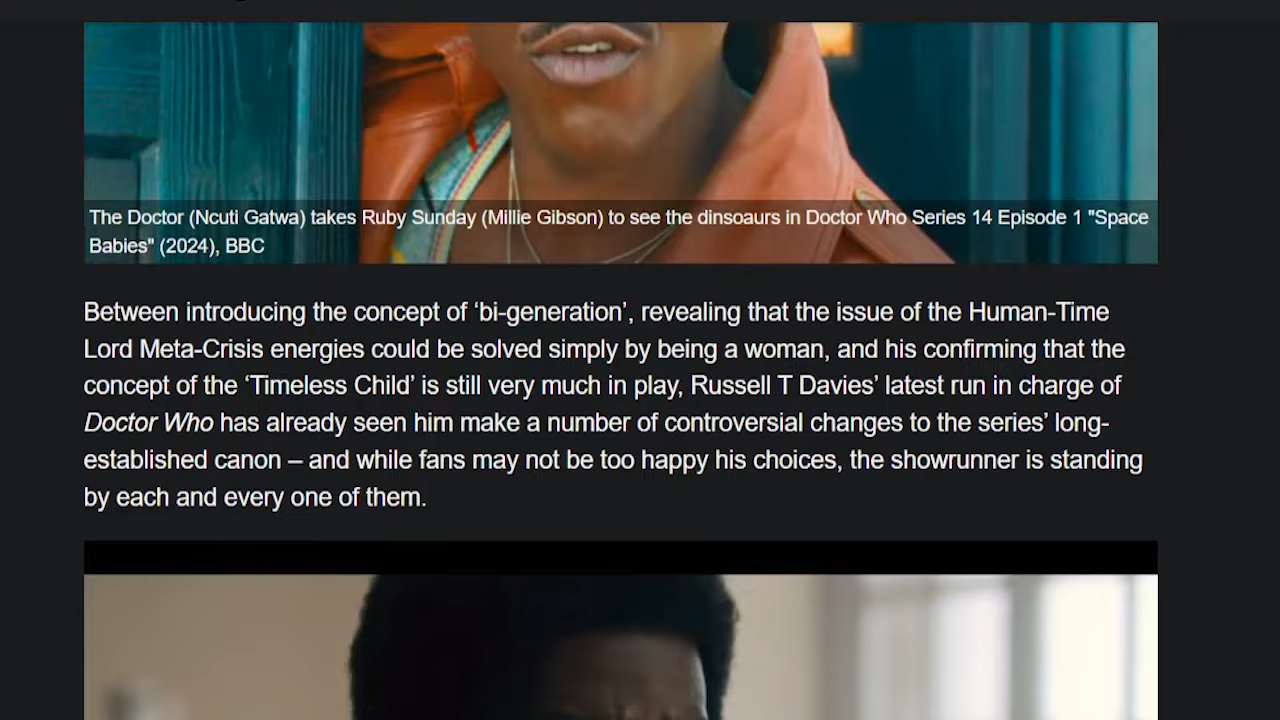 The Doctor (Ncuti Gatwa) takes Ruby Sunday (Millie Gibson) to see the dinsoaurs in Doctor Who Series 14 Episode 1 "Space
Babies" (2024), BBC
Between introducing the concept of ‘bi-generation’, revealing that the issue of the Human-Time
Lord Meta-Crisis energies could be solved simply by being a woman, and his confirming that the
concept of the ‘Timeless Child’ is still very much in play, Russell T Davies’ latest run in charge of
Doctor Who has already seen him make a number of controversial changes to the series’ long-
established canon – and while fans may not be too happy his choices, the showrunner is standing
by each and every one of them.